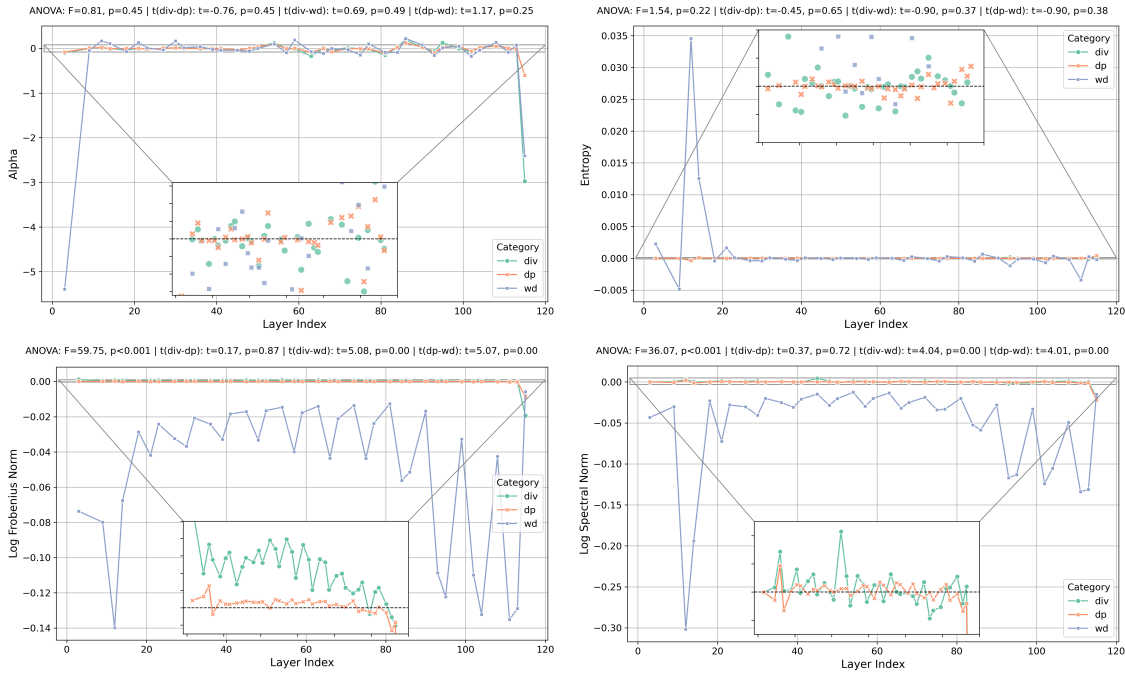 ANOVA: F=0.81, p=0.45 | t(div-dp): t=-0.76, p=0.45 | t(div-wd): t=0.69, p=0.49 | t(dp-wd): t=1.17, p=0.25
0
−1
−2
−3
−4
−5
Alpha
0
20
40
60
80
100
120
Layer Index
Category
div
dp
wd
ANOVA: F=1.54, p=0.22 | t(div-dp): t=-0.45, p=0.65 | t(div-wd): t=-0.90, p=0.37 | t(dp-wd): t=-0.90, p=0.38
0.035
0.030
0.025
0.020
0.015
0.010
0.005
0.000
−0.005
Entropy
0
20
40
60
80
100
120
Layer Index
Category
div
dp
wd
ANOVA: F=59.75, p<0.001 | t(div-dp): t=0.17, p=0.87 | t(div-wd): t=5.08, p=0.00 | t(dp-wd): t=5.07, p=0.00
0.00
−0.02
−0.04
−0.06
−0.08
−0.10
−0.12
−0.14
Log Frobenius Norm
0
20
40
60
80
100
120
Layer Index
Category
div
dp
wd
ANOVA: F=36.07, p<0.001 | t(div-dp): t=0.37, p=0.72 | t(div-wd): t=4.04, p=0.00 | t(dp-wd): t=4.01, p=0.00
0.00
−0.05
−0.10
−0.15
−0.20
−0.25
−0.30
Log Spectral Norm
0
20
40
60
80
100
120
Layer Index
Category
div
dp
wd